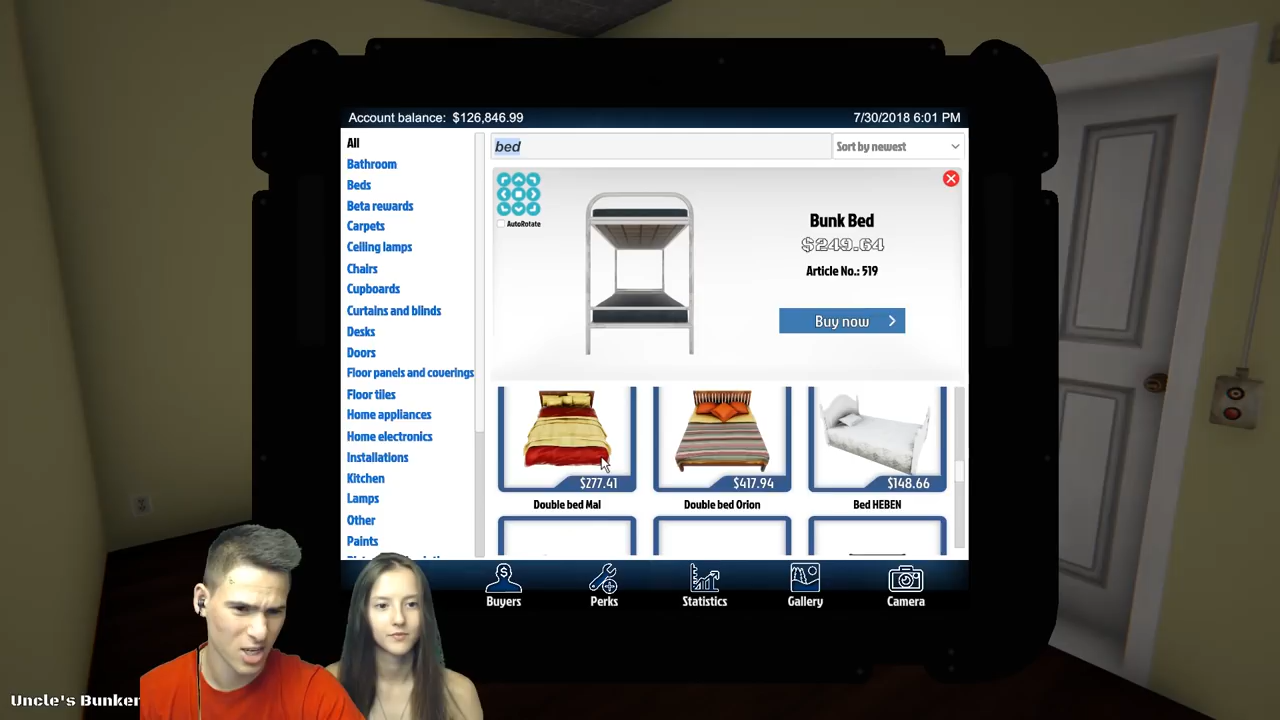 Account balance: $126,846.99
7/30/2018 6:01 PM
All
Bathroom
Beds
Beta rewards
Carpets
Ceiling lamps
Chairs
Cupboards
Curtains and blinds
Desks
Doors
Floor panels and coverings
Floor tiles
Home appliances
Home electronics
Installations
Kitchen
Lamps
Other
Paints
bed
Sort by newest
AutoRotate
Bunk Bed
$249.64
Article No.: 519
Buy now
$277.41
$417.94
$148.66
Double bed Mal
Double bed Orion
Bed HEBEN
Buyers
Perks
Statistics
Gallery
Camera
Uncle's Bunker